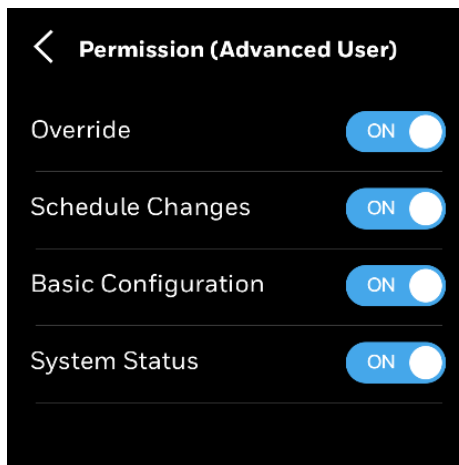 Permission (Advanced User)
Override ON
Schedule Changes ON
Basic Configuration ON
System Status ON